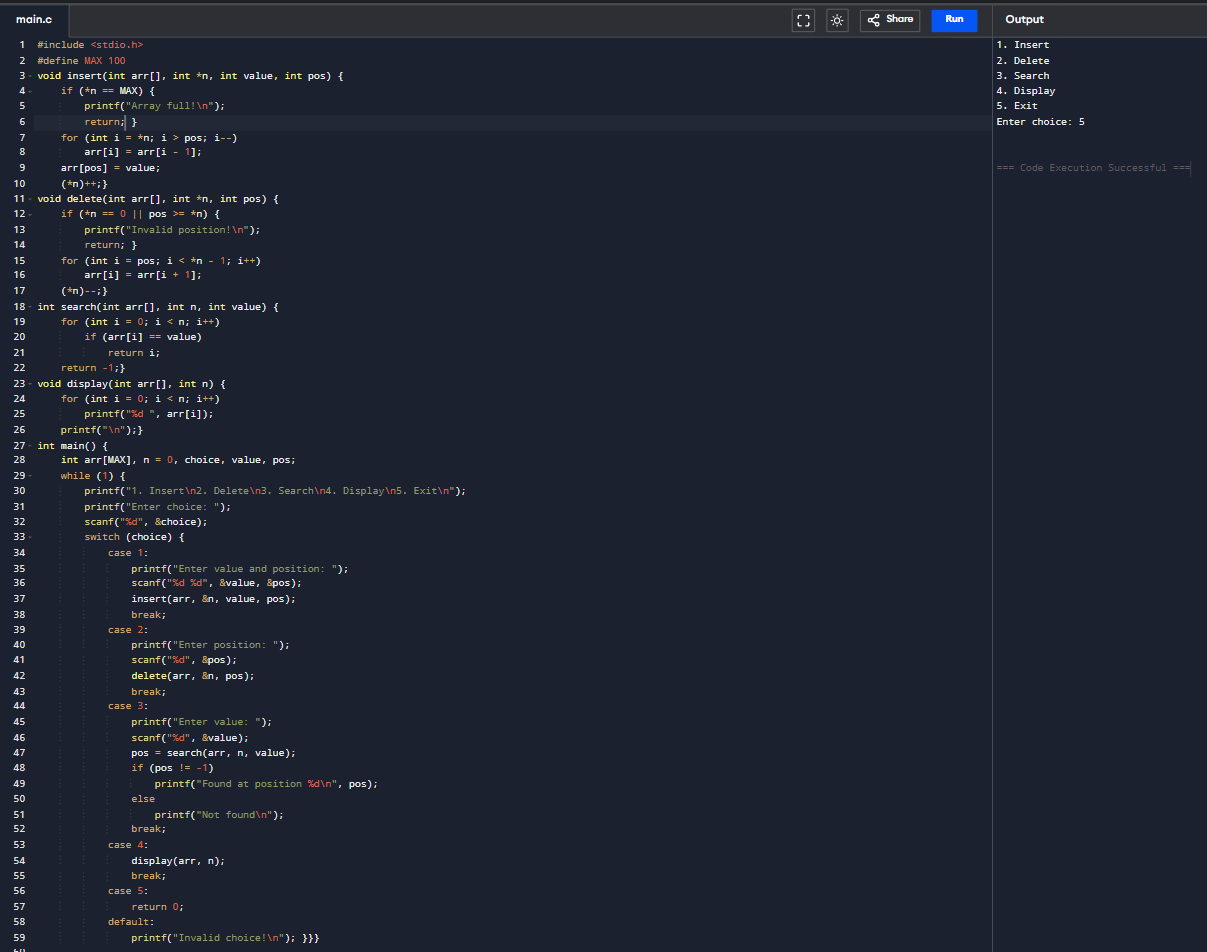 main.c
Share
Run
Output
1 #include <stdio.h>
2 #define MAX 100
3 void insert(int arr[], int *n, int value, int pos) {
4 if (*n == MAX) {
5 printf("Array full!\n");
6 return; }
7 for (int i = *n; i > pos; i--)
8 arr[i] = arr[i - 1];
9 arr[pos] = value;
10 (*n)++;}
11 void delete(int arr[], int *n, int pos) {
12 if (*n == 0 || pos >= *n) {
13 printf("Invalid position!\n");
14 return; }
15 for (int i = pos; i < *n - 1; i++)
16 arr[i] = arr[i + 1];
17 (*n)--;}
18 int search(int arr[], int n, int value) {
19 for (int i = 0; i < n; i++)
20 if (arr[i] == value)
21 return i;
22 return -1;}
23 void display(int arr[], int n) {
24 for (int i = 0; i < n; i++)
25 printf("%d ", arr[i]);
26 printf("\n");}
27 int main() {
28 int arr[MAX], n = 0, choice, value, pos;
29 while (1) {
30 printf("1. Insert\n2. Delete\n3. Search\n4. Display\n5. Exit\n");
31 printf("Enter choice: ");
32 scanf("%d", &choice);
33 switch (choice) {
34 case 1:
35 printf("Enter value and position: ");
36 scanf("%d %d", &value, &pos);
37 insert(arr, &n, value, pos);
38 break;
39 case 2:
40 printf("Enter position: ");
41 scanf("%d", &pos);
42 delete(arr, &n, pos);
43 break;
44 case 3:
45 printf("Enter value: ");
46 scanf("%d", &value);
47 pos = search(arr, n, value);
48 if (pos != -1)
49 printf("Found at position %d\n", pos);
50 else
51 printf("Not found\n");
52 break;
53 case 4:
54 display(arr, n);
55 break;
56 case 5:
57 return 0;
58 default:
59 printf("Invalid choice!\n"); }}}
1. Insert
2. Delete
3. Search
4. Display
5. Exit
Enter choice: 5
=== Code Execution Successful ===